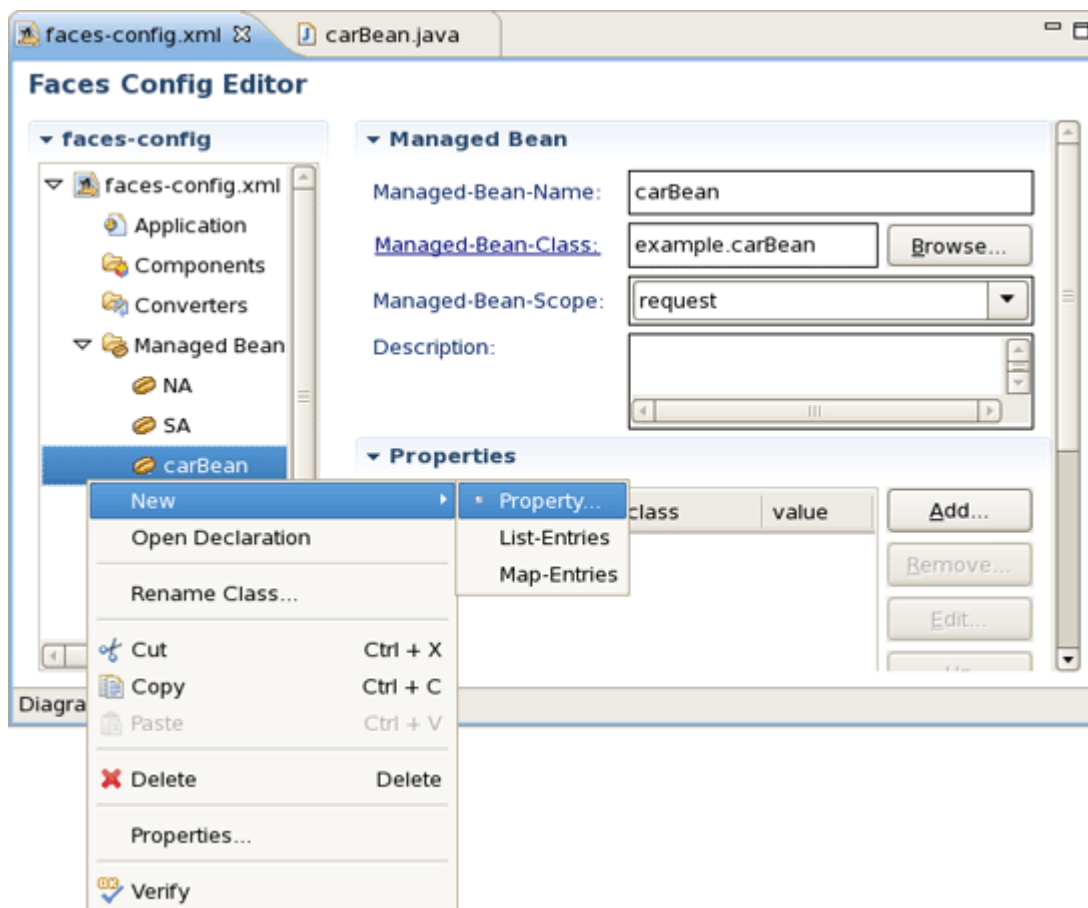 faces-config.xml carBean.java
Faces Config Editor
faces-config
faces-config.xml
Application
Components
Converters
Managed Bean
NA
SA
carBean
Managed Bean
Managed-Bean-Name: carBean
Managed-Bean-Class: example.carBean Browse...
Managed-Bean-Scope: request
Description:
Properties
class value Add...
Remove...
Edit...
New
Open Declaration
Rename Class...
Cut Ctrl + X
Copy Ctrl + C
Paste Ctrl + V
Delete Delete
Properties...
Verify
Property...
List-Entries
Map-Entries
Diagra